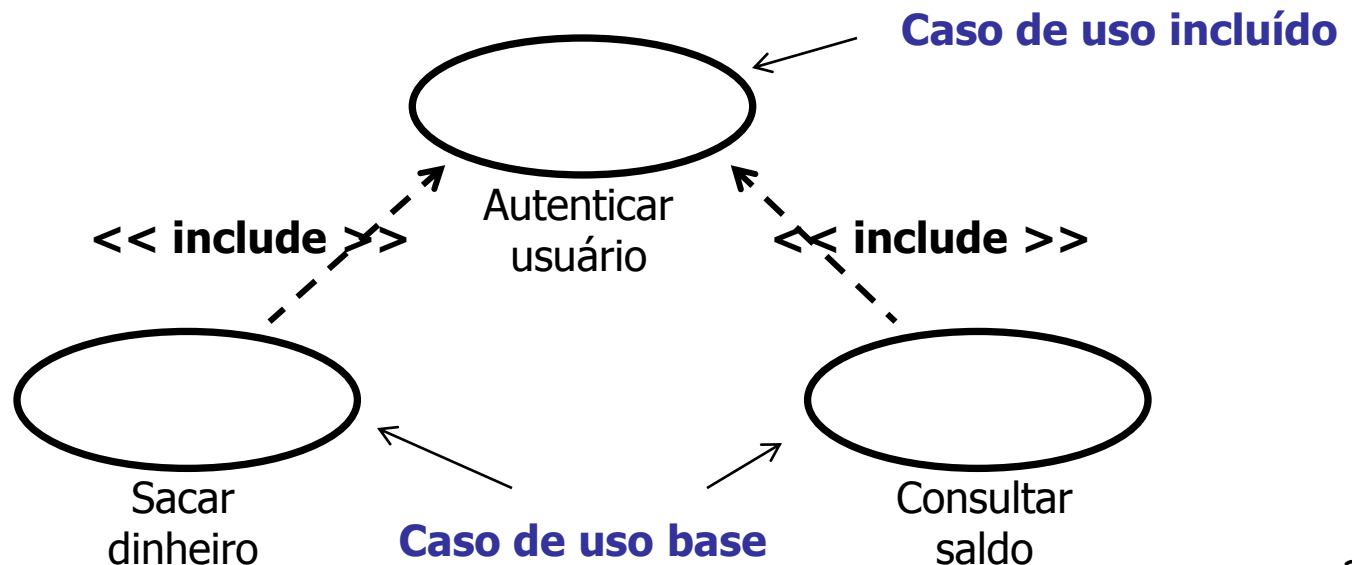 Caso de uso incluído
Autenticar
usuário
<< include >>
<< include >>
Sacar
dinheiro
Caso de uso base
Consultar
saldo